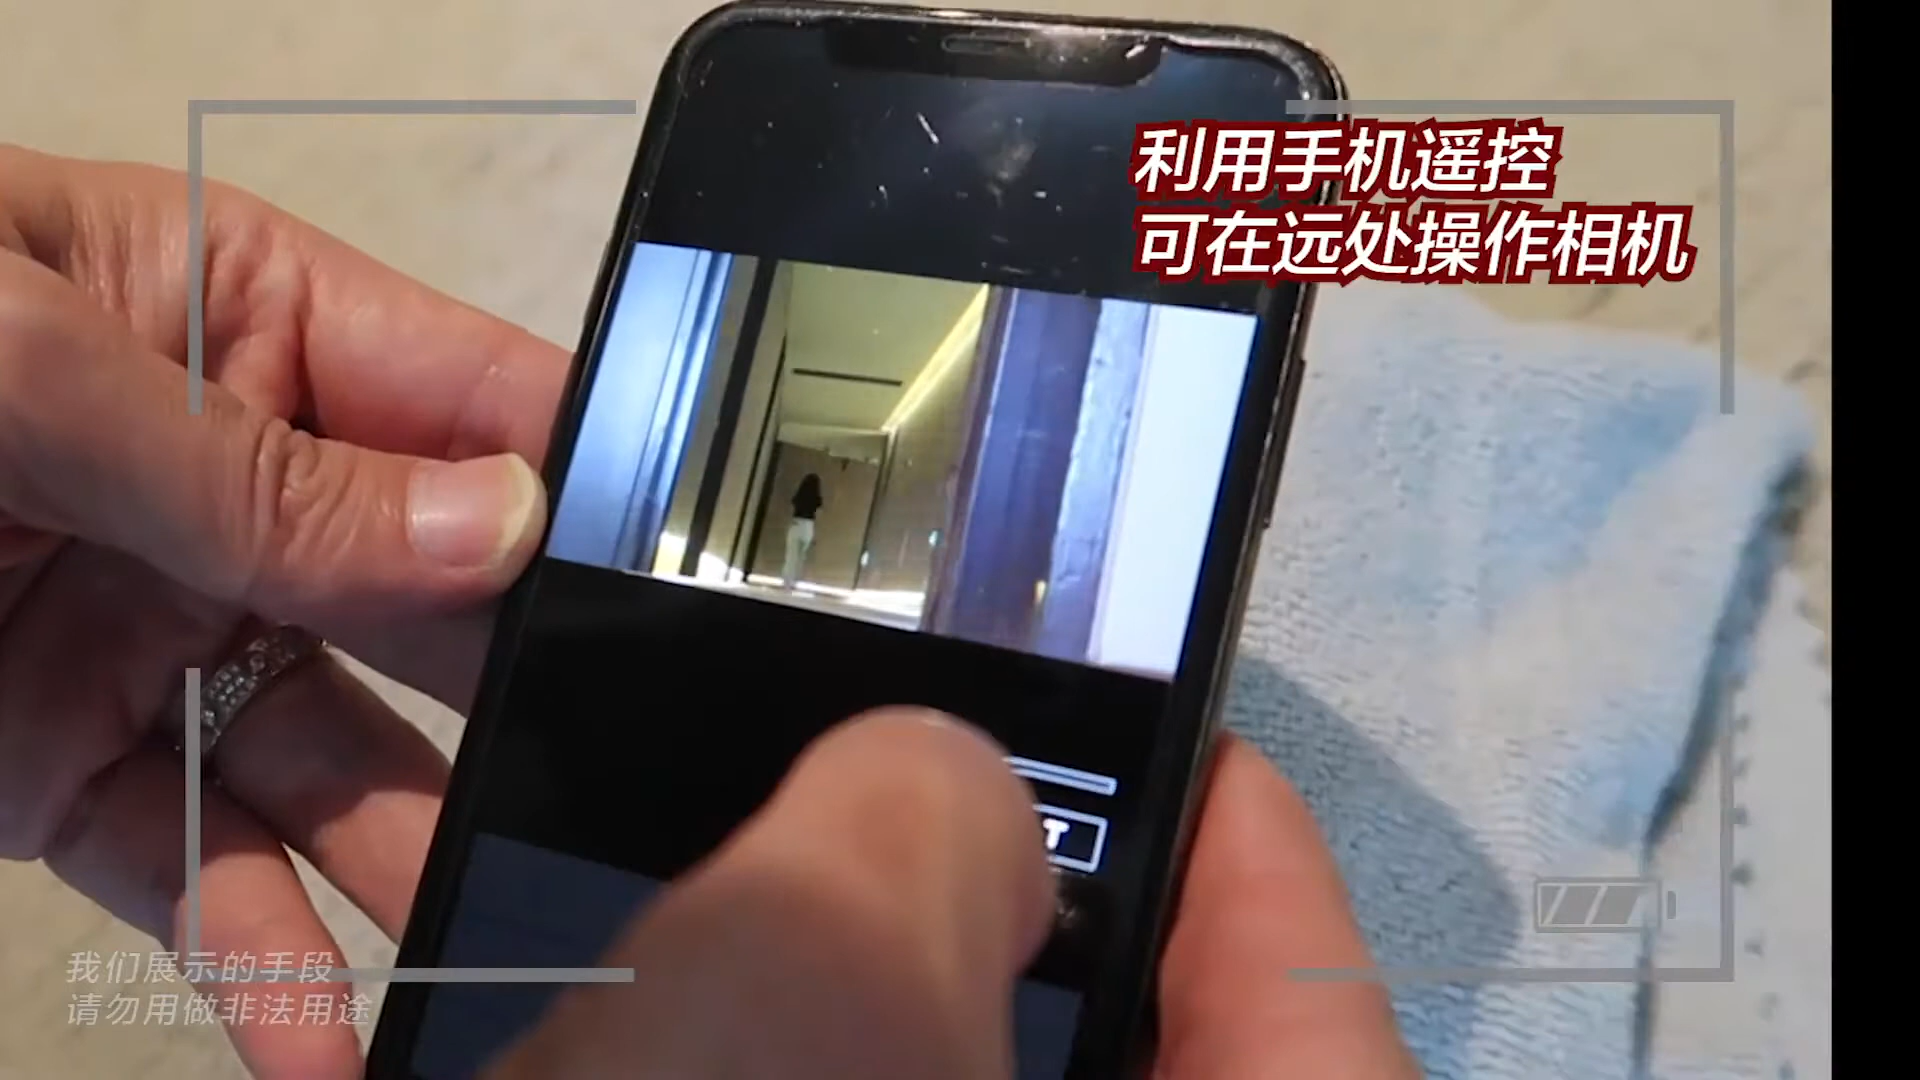 利用手机遥控
可在远处操作相机
T
我们展示的手段
请勿用做非法用途